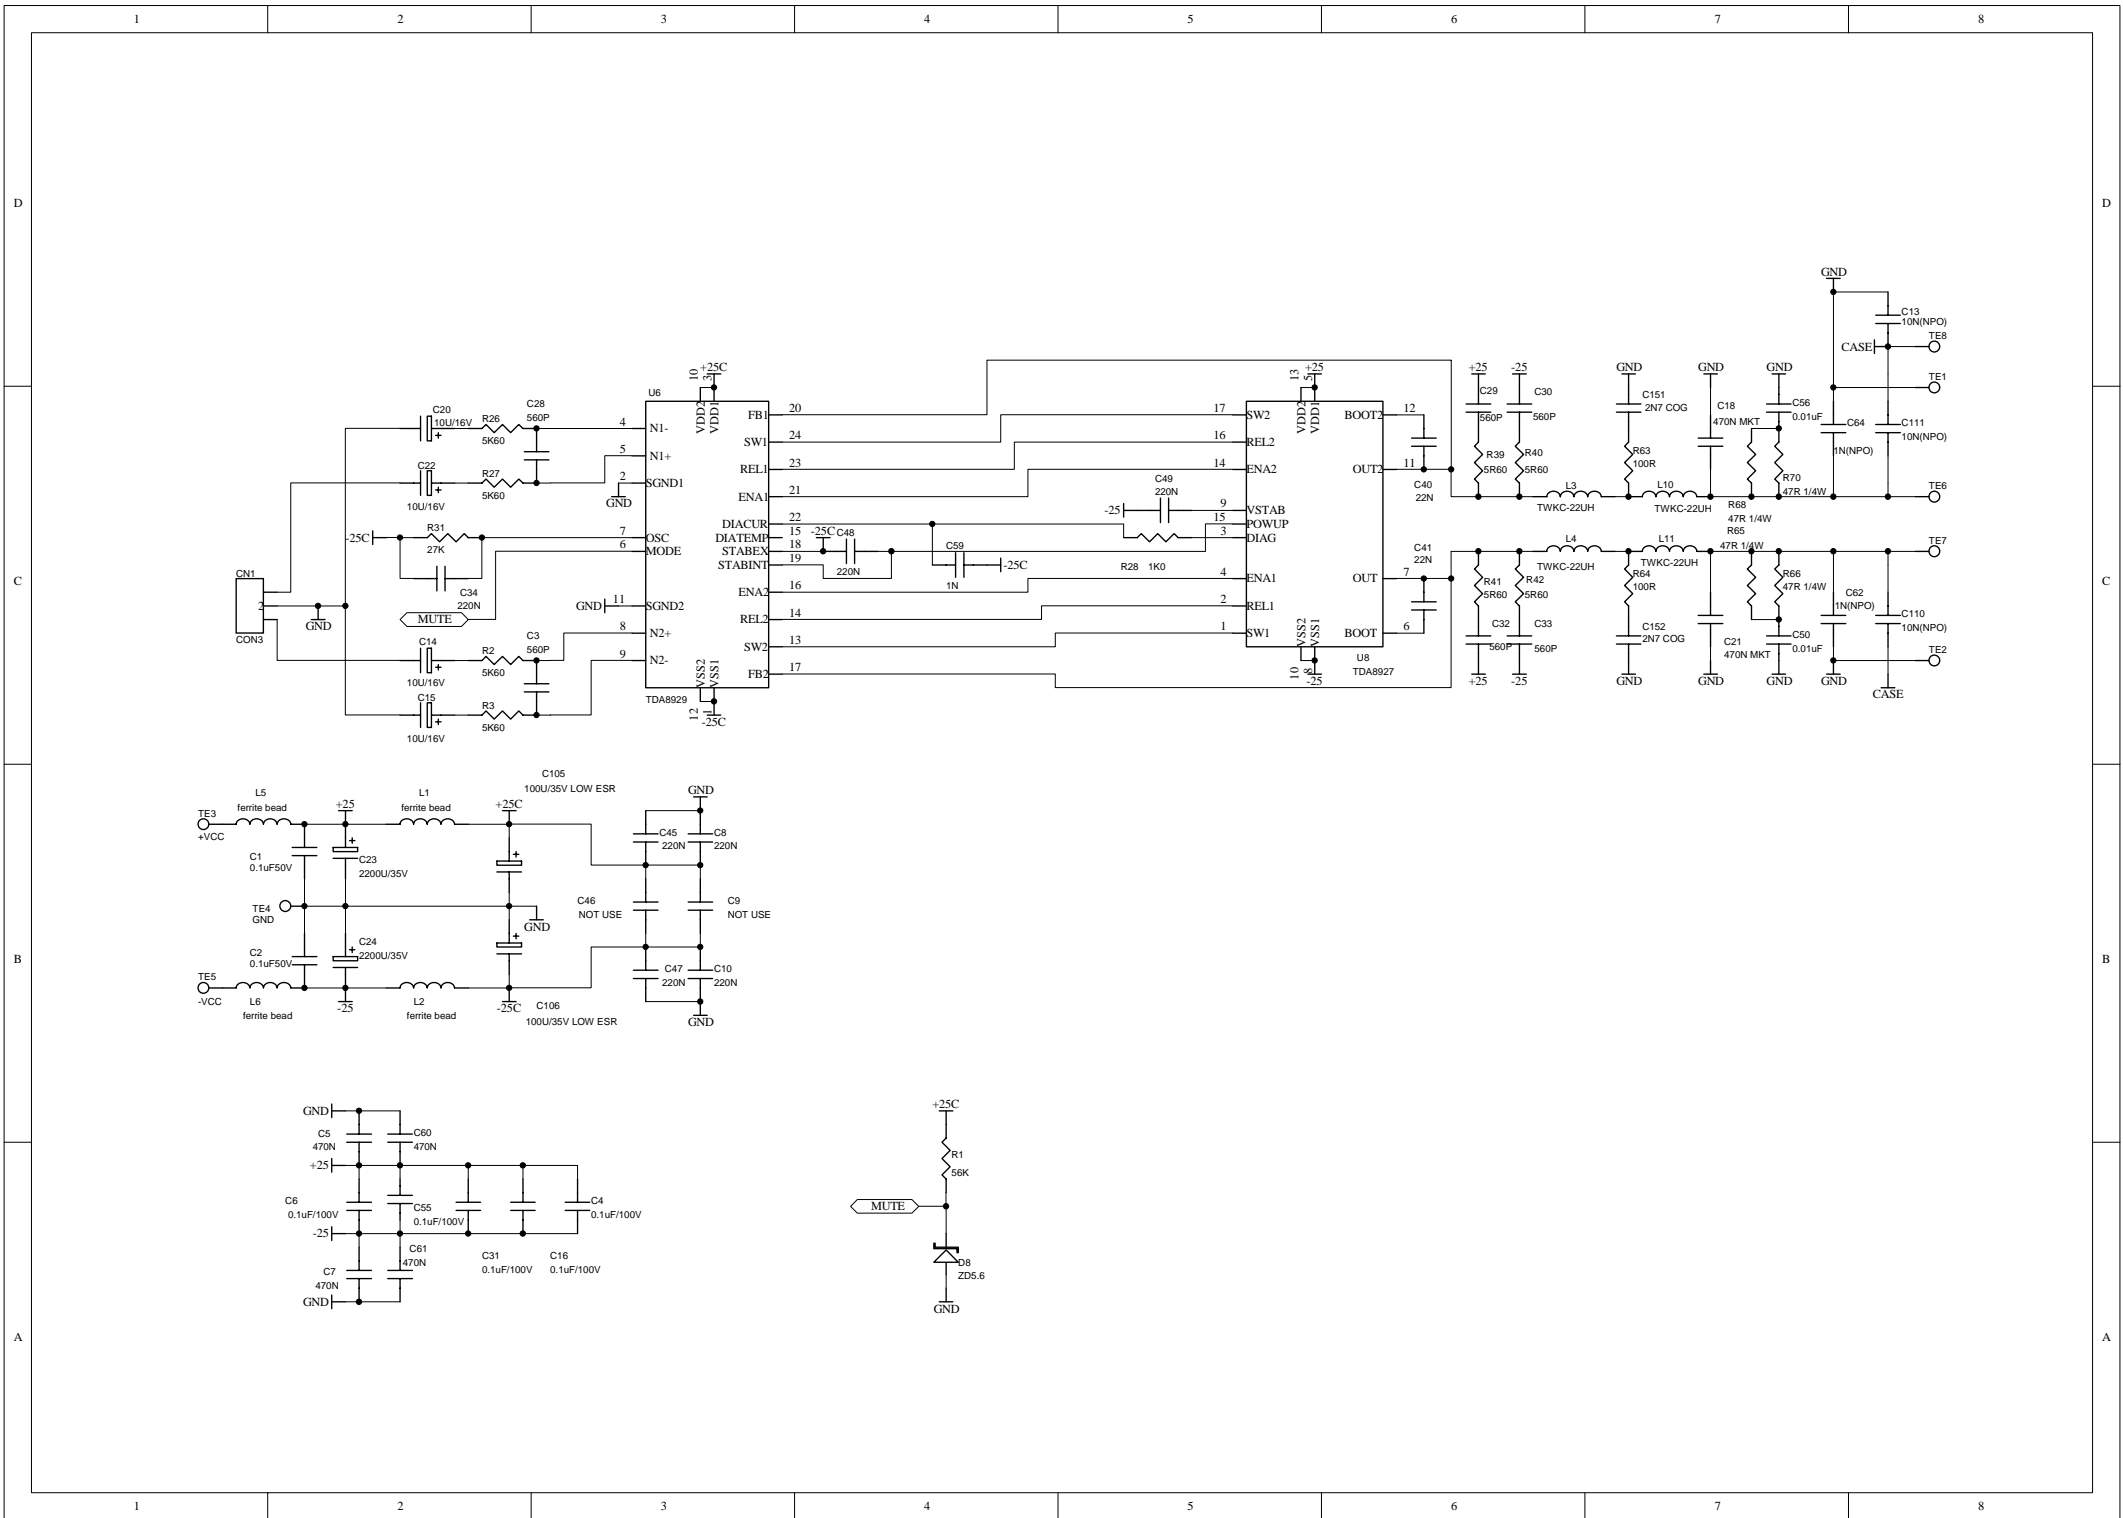 1 2 3 4 5 6 7 8
D D
C C
B B
A A
1 2 3 4 5 6 7 8
CN1
2
CON3
GND
C20
10U/16V
+
R26
5K60
C28
560P
C22
10U/16V
+
R27
5K60
-25C
R31
27K
C34
220N
MUTE
C14
10U/16V
+
R2
5K60
C3
560P
C15
10U/16V
+
R3
5K60
U6
+25C
10
3
VDD2
VDD1
4 N1-
5 N1+
2 SGND1
GND
7 OSC
6 MODE
GND 11 SGND2
8 N2+
9 N2-
FB1 20
SW1 24
REL1 23
ENA1 21
DIACUR 22
DIATEMP 15
STABEX 18
STABINT 19
ENA2 16
REL2 14
SW2 13
FB2 17
VSS2
VSS1
12
1
-25C
TDA8929
-25C
C48
220N
C59
1N
-25C
-25
C49
220N
R28 1K0
+25
13
5
VDD2
VDD1
17 SW2
16 REL2
14 ENA2
9 VSTAB
15 POWUP
3 DIAG
4 ENA1
2 REL1
1 SW1
BOOT2 12
OUT2 11
OUT 7
BOOT 6
VSS2
VSS1
10
8
-25
U8
TDA8927
C40
22N
C41
22N
+25
C29
560P
R39
5R60
-25
C30
560P
R40
5R60
L3
TWKC-22UH
GND
C151
2N7 COG
R63
100R
L10
TWKC-22UH
GND
C18
470N MKT
GND
C56
0.01uF
R70
47R 1/4W
R68
47R 1/4W
R65
47R 1/4W
GND
C64
1N(NPO)
C13
10N(NPO)
CASE
C111
10N(NPO)
TE8
TE1
TE6
TE7
TE2
R41
5R60
C32
560P
+25
R42
5R60
C33
560P
-25
L4
TWKC-22UH
L11
TWKC-22UH
R64
100R
C152
2N7 COG
GND
C21
470N MKT
GND
R66
47R 1/4W
C50
0.01uF
GND
C62
1N(NPO)
GND
C110
10N(NPO)
CASE
TE3
+VCC
L5
ferrite bead
+25
L1
ferrite bead
+25C
C105
100U/35V LOW ESR
C1
0.1uF50V
+
C23
2200U/35V
+
TE4
GND
GND
C2
0.1uF50V
+
C24
2200U/35V
+
TE5
-VCC
L6
ferrite bead
-25
L2
ferrite bead
-25C
C106
100U/35V LOW ESR
GND
C45
220N
C8
220N
C46
NOT USE
C9
NOT USE
C47
220N
C10
220N
GND
GND
C5
470N
C60
470N
+25
C6
0.1uF/100V
C55
0.1uF/100V
C4
0.1uF/100V
-25
C7
470N
C61
470N
C31
0.1uF/100V
C16
0.1uF/100V
GND
+25C
R1
56K
MUTE
D8
ZD5.6
GND